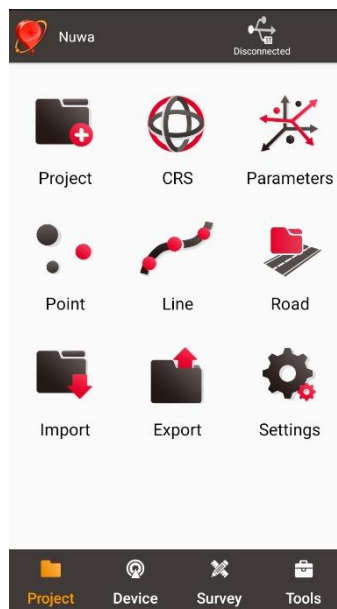 Nuwa
Disconnected
Project CRS Parameters
Point Line Road
Import Export Settings
Project Device Survey Tools